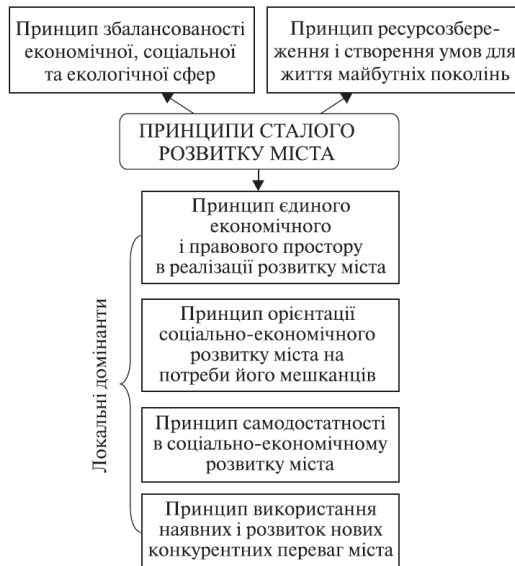 Принцип збалансованості
економічної, соціальної
та екологічної сфер
Принцип ресурсозбере-
ження і створення умов для
життя майбутніх поколінь
ПРИНЦИПИ СТАЛОГО
РОЗВИТКУ МІСТА
Принцип єдиного
економічного
і правового простору
в реалізації розвитку міста
Локальні домінанти
Принцип орієнтації
соціально-економічного
розвитку міста на
потреби його мешканців
Принцип самодостатності
в соціально-економічному
розвитку міста
Принцип використання
наявних і розвиток нових
конкурентних переваг міста